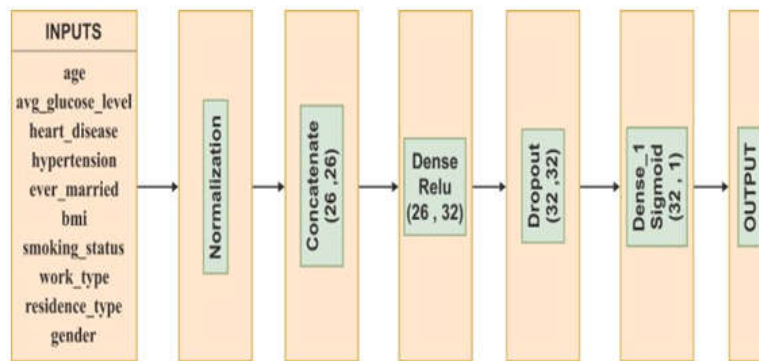 INPUTS
age
avg_glucose_level
heart_disease
hypertension
ever_married
bmi
smoking_status
work_type
residence_type
gender
Normalization
Concatenate
(26 ,26)
Dense
Relu
(26 , 32)
Dropout
(32 ,32)
Dense_1
Sigmoid
(32 , 1)
OUTPUT